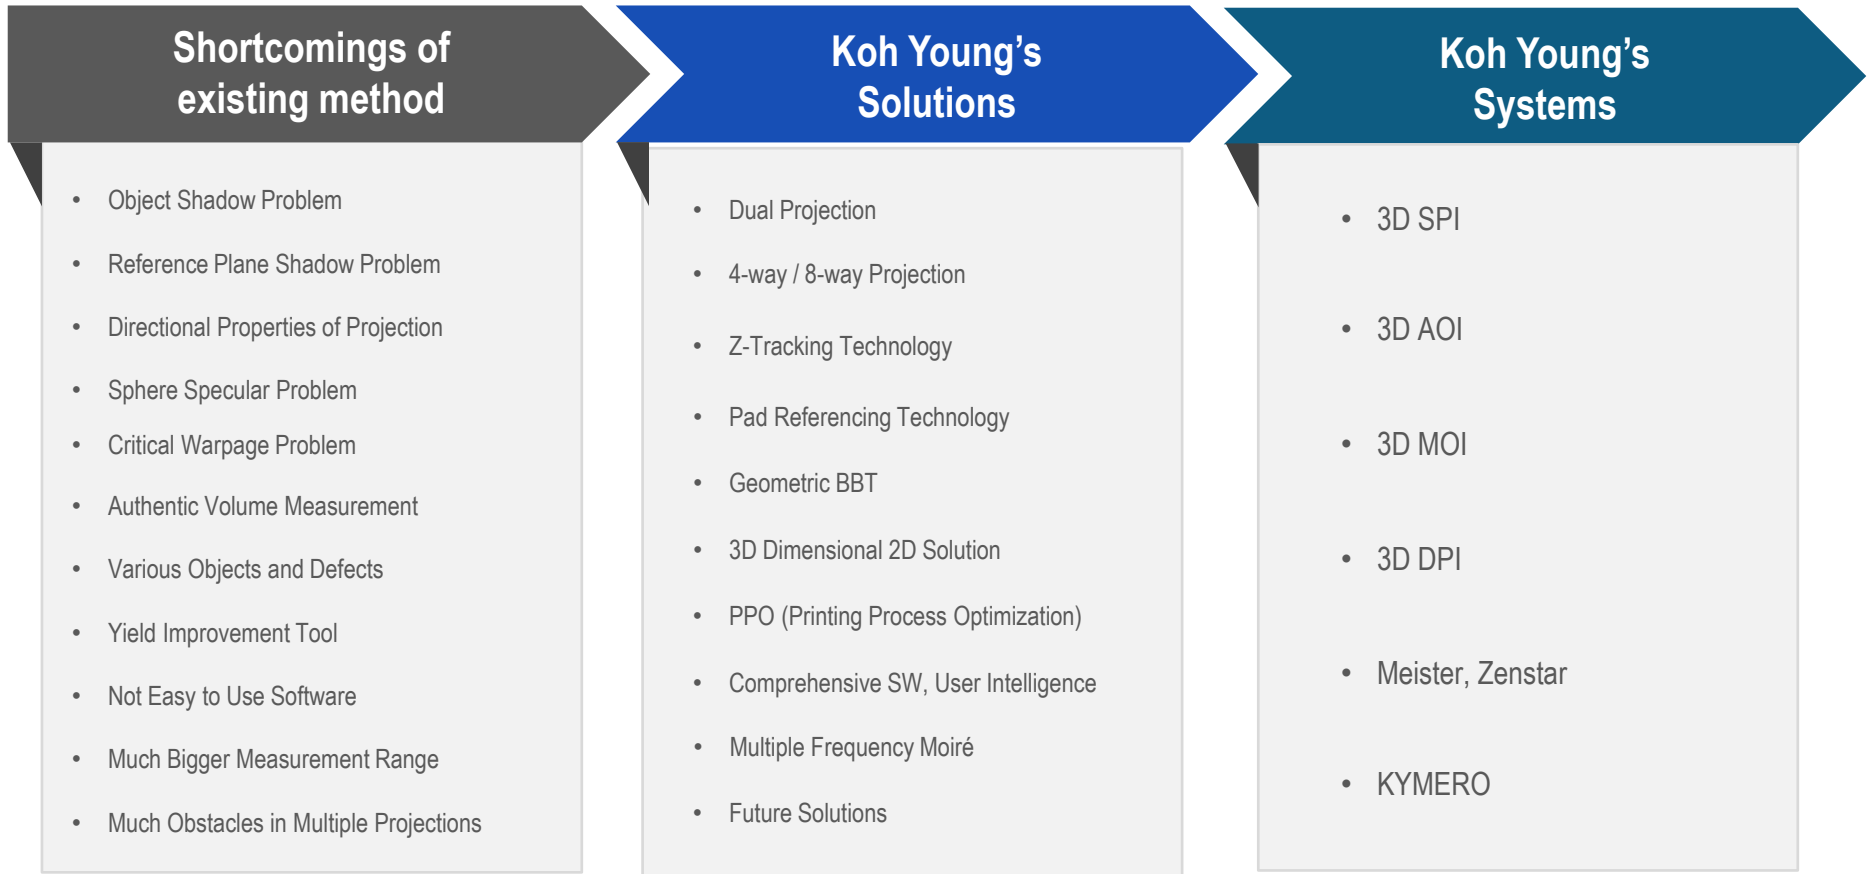 Shortcomings of
existing method
• Object Shadow Problem
• Reference Plane Shadow Problem
• Directional Properties of Projection
• Sphere Specular Problem
• Critical Warpage Problem
• Authentic Volume Measurement
• Various Objects and Defects
• Yield Improvement Tool
• Not Easy to Use Software
• Much Bigger Measurement Range
• Much Obstacles in Multiple Projections
Koh Young’s
Solutions
• Dual Projection
• 4-way / 8-way Projection
• Z-Tracking Technology
• Pad Referencing Technology
• Geometric BBT
• 3D Dimensional 2D Solution
• PPO (Printing Process Optimization)
• Comprehensive SW, User Intelligence
• Multiple Frequency Moiré
• Future Solutions
Koh Young’s
Systems
• 3D SPI
• 3D AOI
• 3D MOI
• 3D DPI
• Meister, Zenstar
• KYMERO